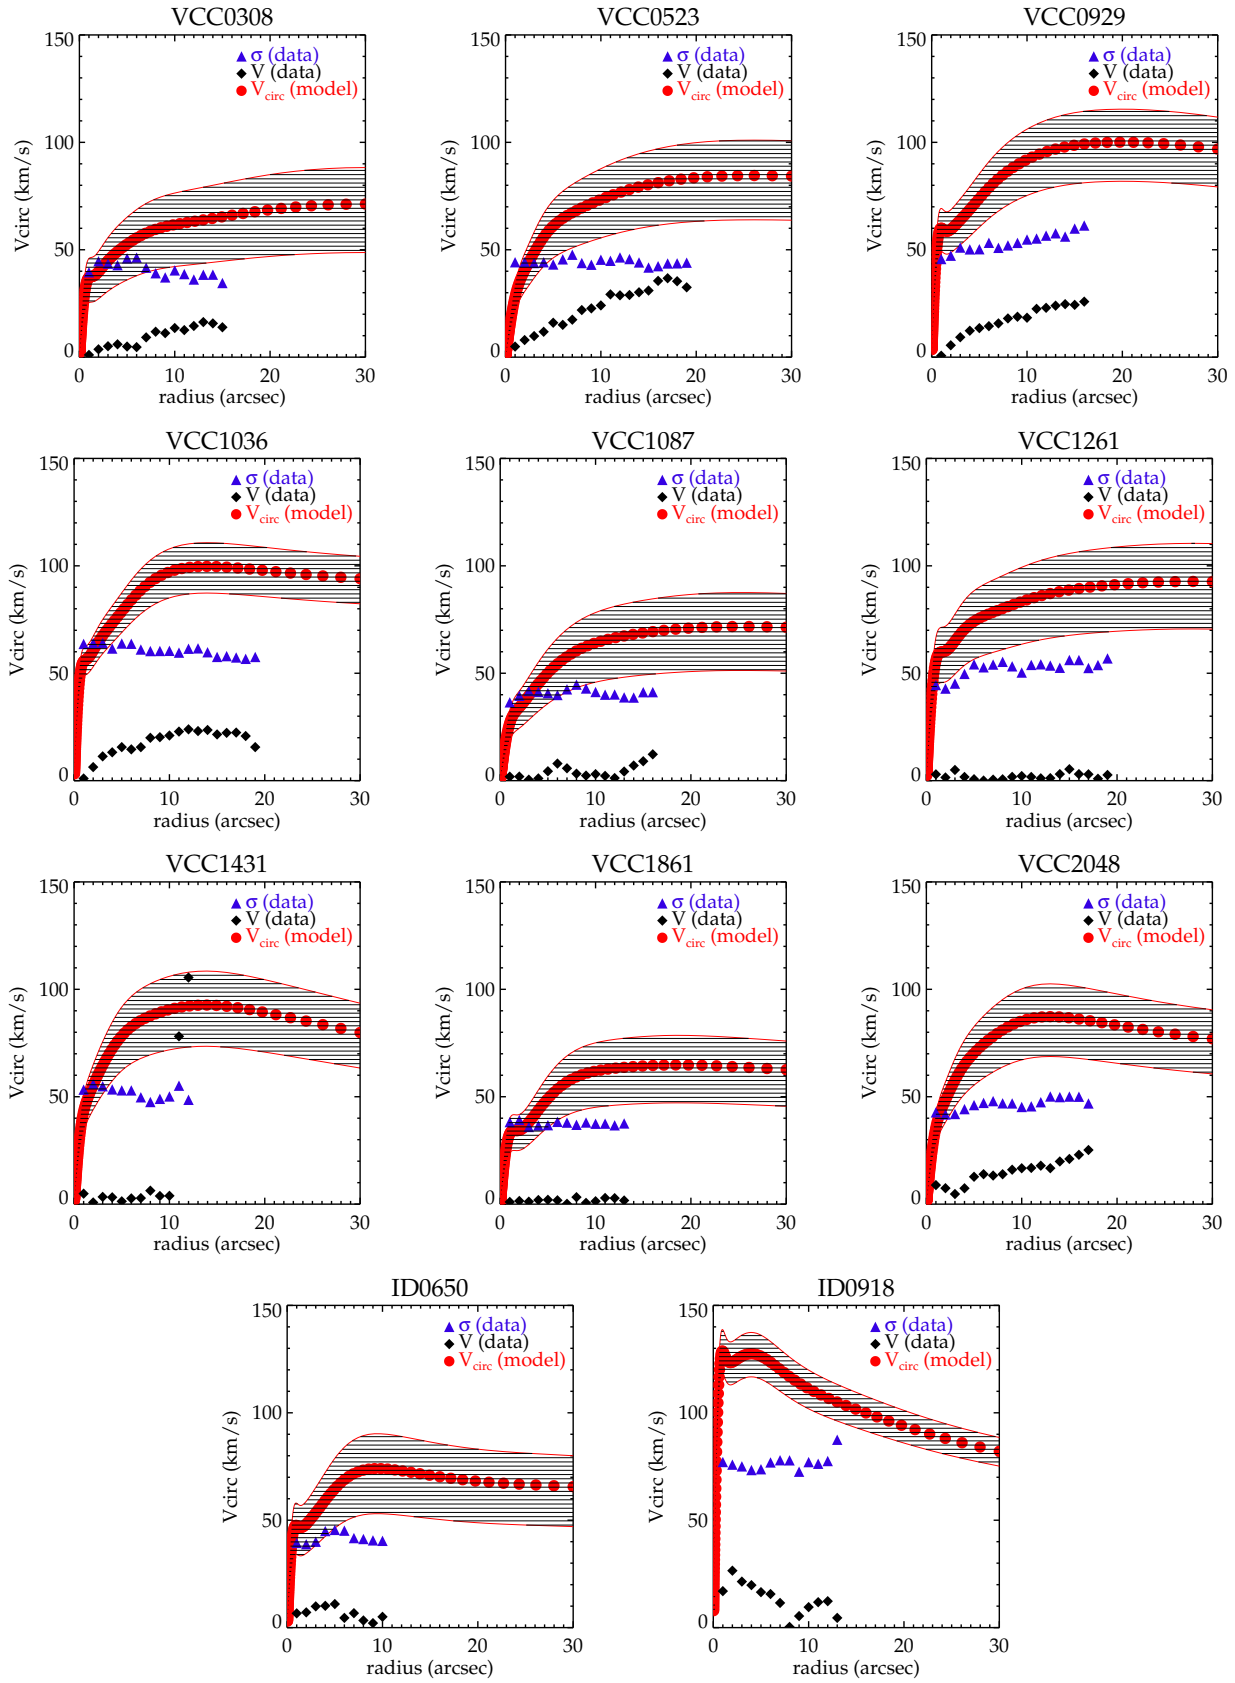 VCC0308
150
100
50
0
0 10 20 30
Vcirc (km/s)
radius (arcsec)
σ (data)
V (data)
Vcirc (model)
VCC0523
150
100
50
0
0 10 20 30
Vcirc (km/s)
radius (arcsec)
σ (data)
V (data)
Vcirc (model)
VCC0929
150
100
50
0
0 10 20 30
Vcirc (km/s)
radius (arcsec)
σ (data)
V (data)
Vcirc (model)
VCC1036
150
100
50
0
0 10 20 30
Vcirc (km/s)
radius (arcsec)
σ (data)
V (data)
Vcirc (model)
VCC1087
150
100
50
0
0 10 20 30
Vcirc (km/s)
radius (arcsec)
σ (data)
V (data)
Vcirc (model)
VCC1261
150
100
50
0
0 10 20 30
Vcirc (km/s)
radius (arcsec)
σ (data)
V (data)
Vcirc (model)
VCC1431
150
100
50
0
0 10 20 30
Vcirc (km/s)
radius (arcsec)
σ (data)
V (data)
Vcirc (model)
VCC1861
150
100
50
0
0 10 20 30
Vcirc (km/s)
radius (arcsec)
σ (data)
V (data)
Vcirc (model)
VCC2048
150
100
50
0
0 10 20 30
Vcirc (km/s)
radius (arcsec)
σ (data)
V (data)
Vcirc (model)
ID0650
150
100
50
0
0 10 20 30
Vcirc (km/s)
radius (arcsec)
σ (data)
V (data)
Vcirc (model)
ID0918
150
100
50
0
0 10 20 30
Vcirc (km/s)
radius (arcsec)
σ (data)
V (data)
Vcirc (model)